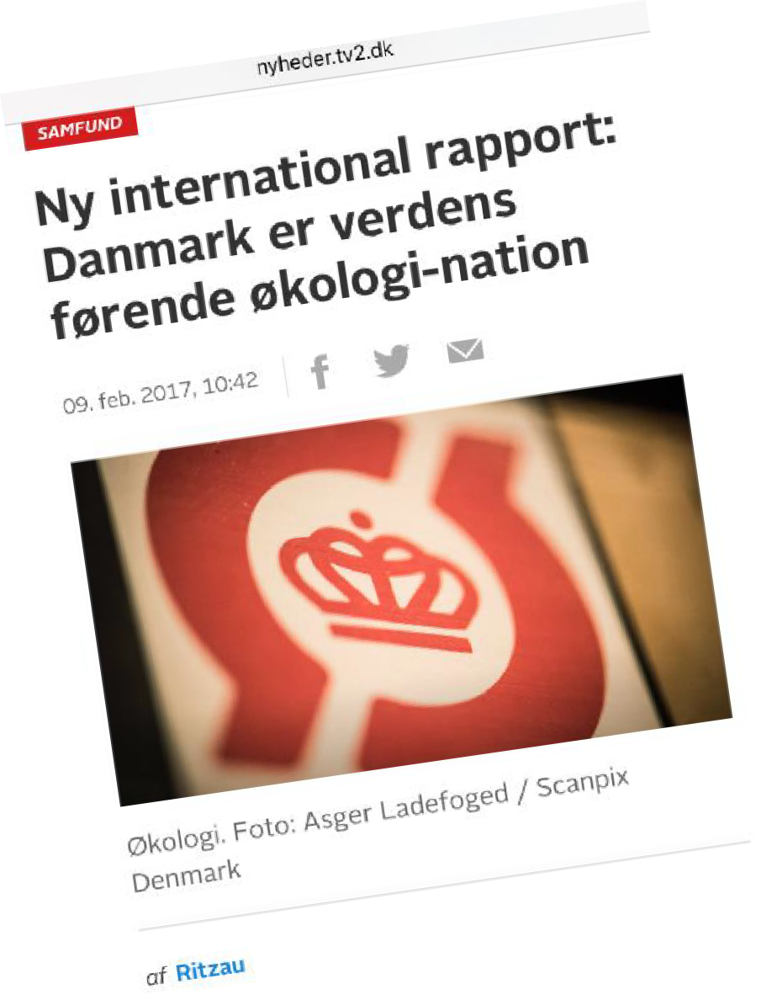 nyheder.tv2.dk
SAMFUND
Ny international rapport:
Danmark er verdens
førende økologi-nation
09. feb. 2017, 10:42
Økologi. Foto: Asger Ladefoged / Scanpix
Denmark
af Ritzau